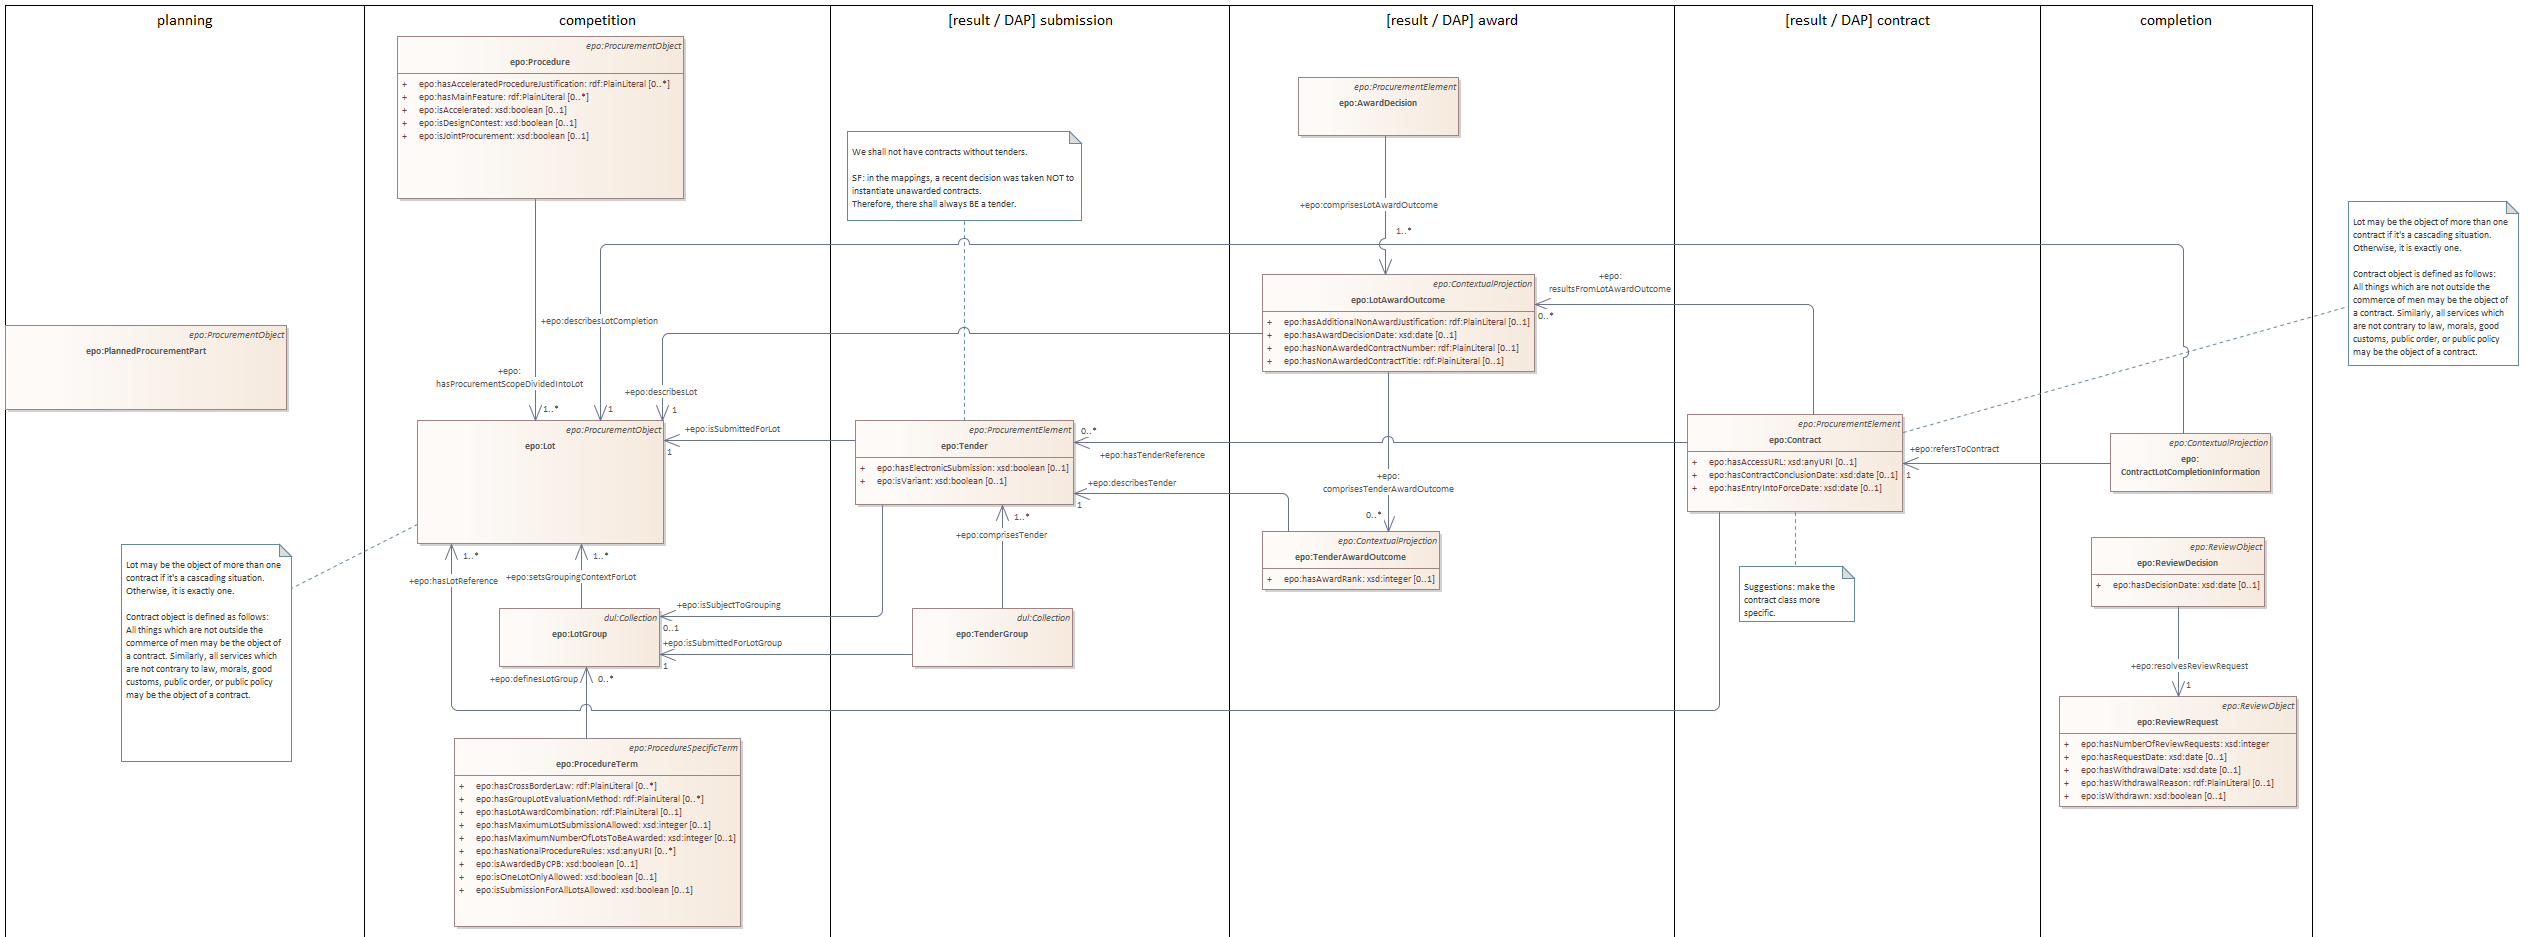 planning
competition
[result / DAP] submission
[result / DAP] award
[result / DAP] contract
completion
epo:ProcurementObject
epo:Procedure
+ epo:hasAcceleratedProcedureJustification: rdf:PlainLiteral [0..*]
+ epo:hasMainFeature: rdf:PlainLiteral [0..*]
+ epo:isAccelerated: xsd:boolean [0..1]
+ epo:isDesignContest: xsd:boolean [0..1]
+ epo:isJointProcurement: xsd:boolean [0..1]
epo:ProcurementElement
epo:AwardDecision
We shall not have contracts without tenders.
SF: in the mappings, a recent decision was taken NOT to
instantiate unawarded contracts.
Therefore, there shall always BE a tender.
+epo:comprisesLotAwardOutcome
1..*
Lot may be the object of more than one
contract if it's a cascading situation.
Otherwise, it is exactly one.
Contract object is defined as follows:
All things which are not outside the
commerce of men may be the object of
a contract. Similarly, all services which
are not contrary to law, morals, good
customs, public order, or public policy
may be the object of a contract.
epo:ContextualProjection
epo:LotAwardOutcome
+ epo:hasAdditionalNonAwardJustification: rdf:PlainLiteral [0..1]
+ epo:hasAwardDecisionDate: xsd:date [0..1]
+ epo:hasNonAwardedContractNumber: rdf:PlainLiteral [0..1]
+ epo:hasNonAwardedContractTitle: rdf:PlainLiteral [0..1]
+epo:
resultsFromLotAwardOutcome
0..*
epo:ProcurementObject
epo:PlannedProcurementPart
+epo:describesLotCompletion
1
+epo:
hasProcurementScopeDividedIntoLot
1..*
+epo:describesLot
1
epo:ProcurementObject
epo:Lot
+epo:isSubmittedForLot
1
epo:ProcurementElement
epo:Tender
+ epo:hasElectronicSubmission: xsd:boolean [0..1]
+ epo:isVariant: xsd:boolean [0..1]
0..*
+epo:hasTenderReference
+epo:describesTender
1
+epo:
comprisesTenderAwardOutcome
0..*
epo:ProcurementElement
epo:Contract
+ epo:hasAccessURL: xsd:anyURI [0..1]
+ epo:hasContractConclusionDate: xsd:date [0..1]
+ epo:hasEntryIntoForceDate: xsd:date [0..1]
+epo:refersToContract
1
epo:ContextualProjection
epo:
ContractLotCompletionInformation
1..*
+epo:comprisesTender
epo:ContextualProjection
epo:TenderAwardOutcome
+ epo:hasAwardRank: xsd:integer [0..1]
epo:ReviewObject
epo:ReviewDecision
+ epo:hasDecisionDate: xsd:date [0..1]
Lot may be the object of more than one
contract if it's a cascading situation.
Otherwise, it is exactly one.
Contract object is defined as follows:
All things which are not outside the
commerce of men may be the object of
a contract. Similarly, all services which
are not contrary to law, morals, good
customs, public order, or public policy
may be the object of a contract.
1..*
+epo:hasLotReference
1..*
+epo:setsGroupingContextForLot
Suggestions: make the
contract class more
specific.
dul:Collection
epo:LotGroup
+epo:isSubjectToGrouping
0..1
+epo:isSubmittedForLotGroup
1
dul:Collection
epo:TenderGroup
+epo:definesLotGroup
0..*
+epo:resolvesReviewRequest
1
epo:ReviewObject
epo:ReviewRequest
+ epo:hasNumberOfReviewRequests: xsd:integer
+ epo:hasRequestDate: xsd:date [0..1]
+ epo:hasWithdrawalDate: xsd:date [0..1]
+ epo:hasWithdrawalReason: rdf:PlainLiteral [0..1]
+ epo:isWithdrawn: xsd:boolean [0..1]
epo:ProcedureSpecificTerm
epo:ProcedureTerm
+ epo:hasCrossBorderLaw: rdf:PlainLiteral [0..*]
+ epo:hasGroupLotEvaluationMethod: rdf:PlainLiteral [0..*]
+ epo:hasLotAwardCombination: rdf:PlainLiteral [0..1]
+ epo:hasMaximumLotSubmissionAllowed: xsd:integer [0..1]
+ epo:hasMaximumNumberOfLotsToBeAwarded: xsd:integer [0..1]
+ epo:hasNationalProcedureRules: xsd:anyURI [0..*]
+ epo:isAwardedByCPB: xsd:boolean [0..1]
+ epo:isOneLotOnlyAllowed: xsd:boolean [0..1]
+ epo:isSubmissionForAllLotsAllowed: xsd:boolean [0..1]